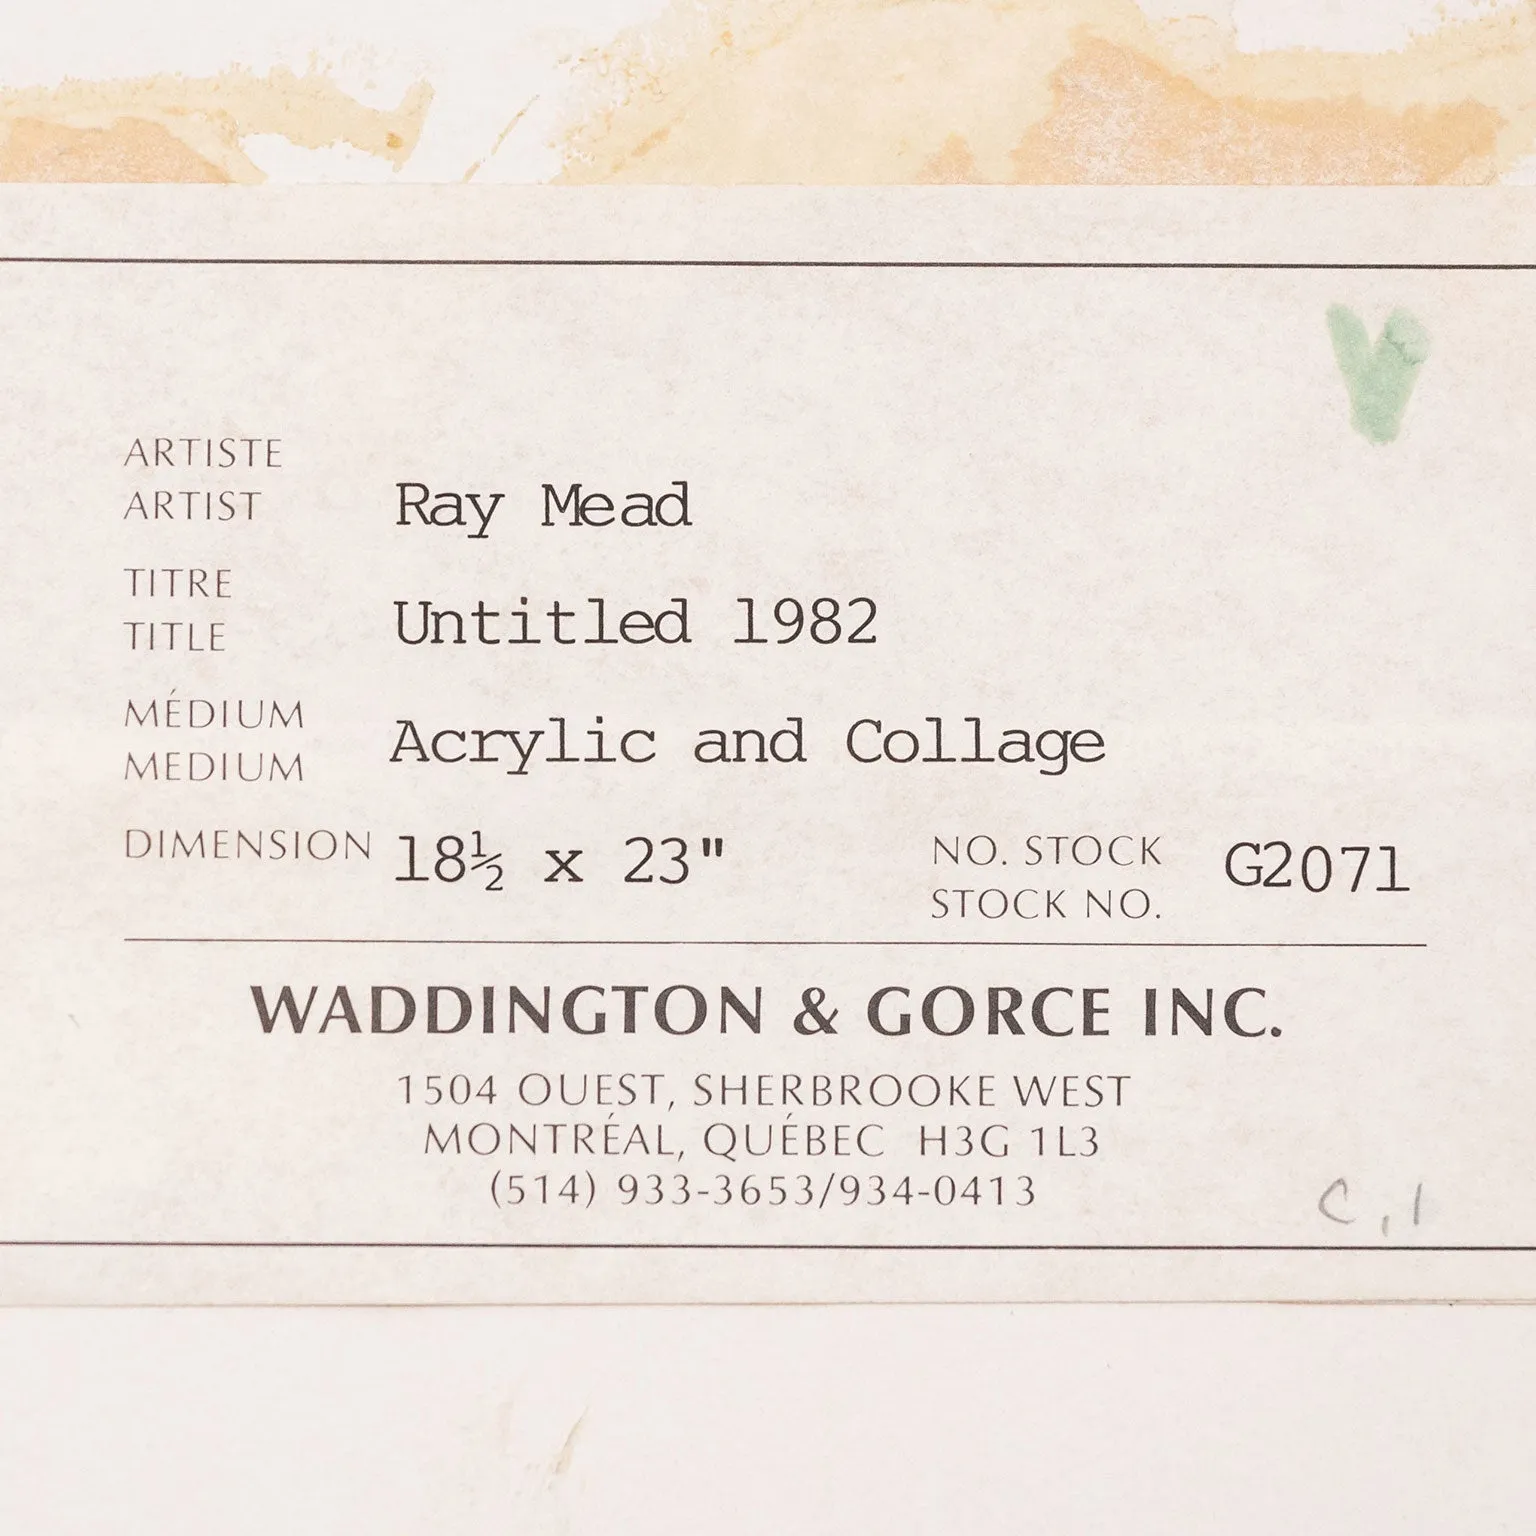 ARTISTE
ARTIST Ray Mead
TITRE
TITLE Untitled 1982
MÉDIUM
MEDIUM Acrylic and Collage
DIMENSION 18½ x 23" NO. STOCK G2071
STOCK NO.
WADDINGTON & GORCE INC.
1504 OUEST, SHERBROOKE WEST
MONTRÉAL, QUÉBEC H3G 1L3
(514) 933-3653/934-0413
C,1